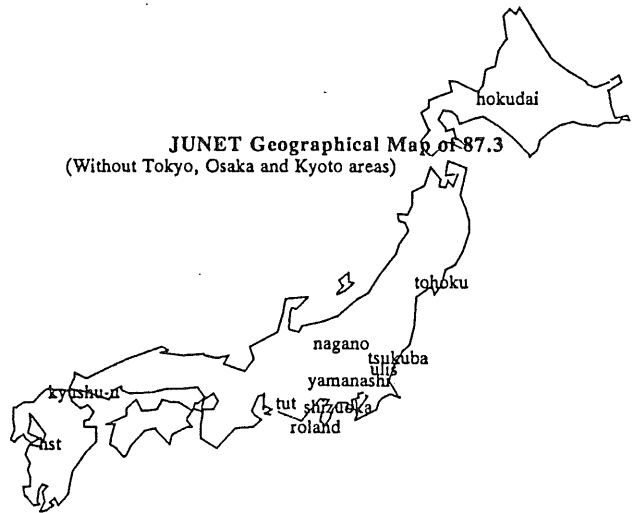 hokudai
JUNET Geographical Map of 87.3
(Without Tokyo, Osaka and Kyoto areas)
tohoku
nagano
tsukuba
ulis
yamanashi
kyushu-u
tut shizuoka
roland
nst